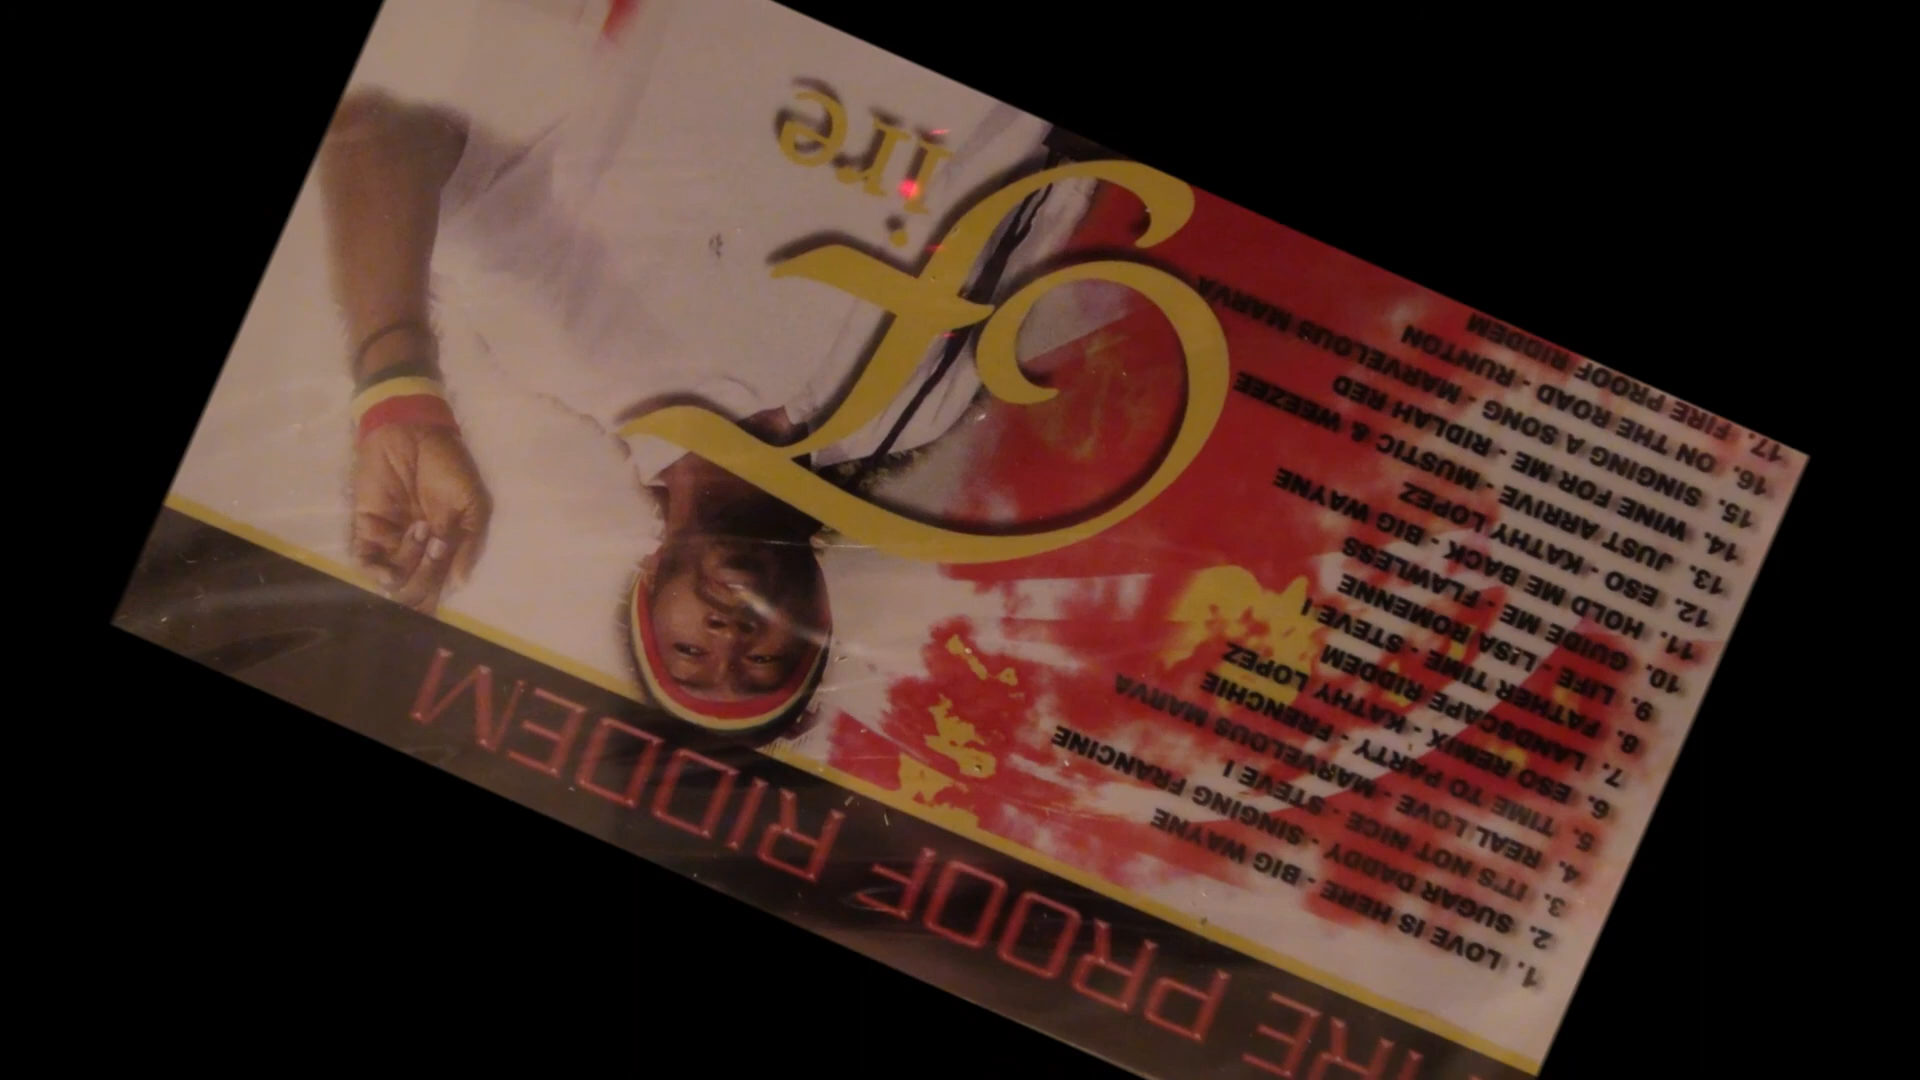 IRE PROOF RIDDEM
1. LOVE IS HERE - BIG WAYNE
2. SUGAR DADDY - SINGING FRANCINE
3. IT'S NOT NICE - STEVE I
4. REAL LOVE - MARVELOUS MARVA
5. TIME TO PARTY - FRENCHIE
6. ESO REMIX - KATHY LOPEZ
7. LANDSCAPE RIDDEM
8. FATHER TIME - STEVE I
9. LIFE - LISA ROMENNE
10. GUIDE ME - FLAWLESS
11. HOLD ME BACK - BIG WAYNE
12. ESO - KATHY LOPEZ
13. JUST ARRIVE - MUSTIC & WEEZEE
14. WINE FOR ME - RIDLAH RED
15. SINGING A SONG - MARVELOUS MARVA
16. ON THE ROAD - RUNTON
17. FIRE PROOF RIDDEM
Fire